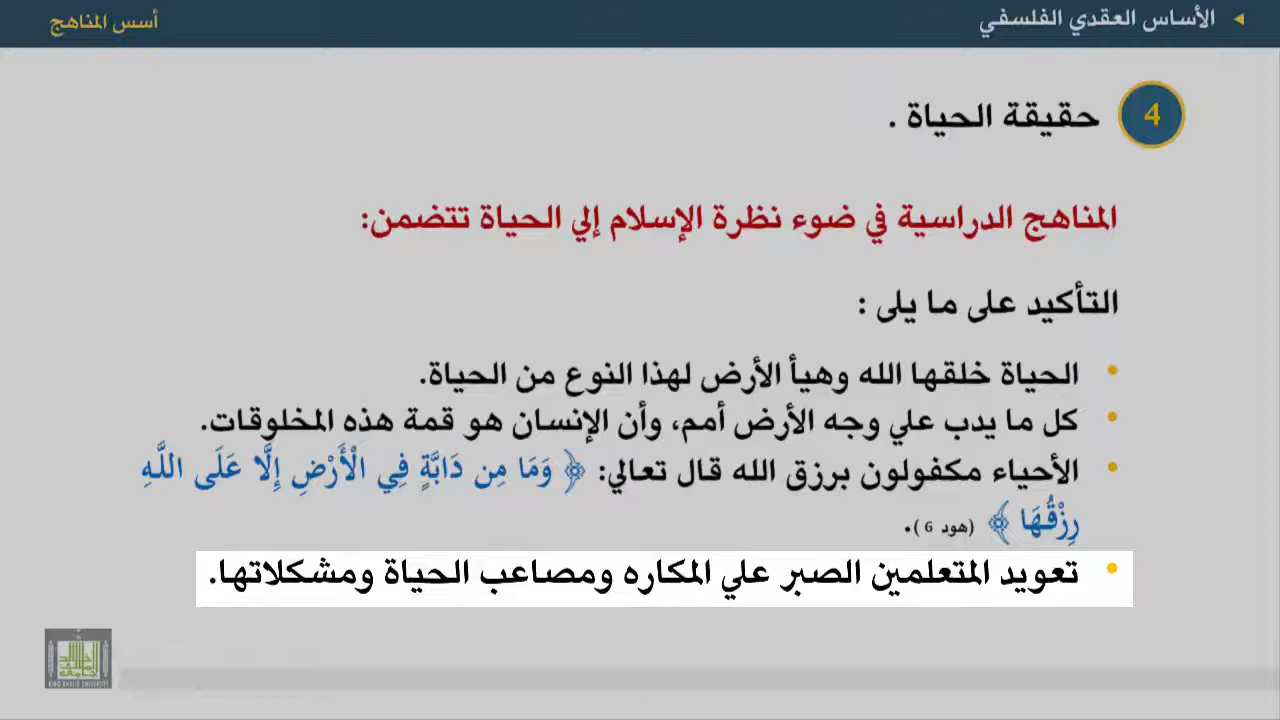 الأساس العقدي الفلسفي
أسس المناهج
4
حقيقة الحياة .
المناهج الدراسية في ضوء نظرة الإسلام إلي الحياة تتضمن:
التأكيد على ما يلى :
• الحياة خلقها الله وهيأ الأرض لهذا النوع من الحياة.
• كل ما يدب علي وجه الأرض أمم، وأن الإنسان هو قمة هذه المخلوقات.
• الأحياء مكفولون برزق الله قال تعالي: ﴿ وَمَا مِن دَابَّةٍ فِي الْأَرْضِ إِلَّا عَلَى اللَّهِ
رِزْقُهَا ﴾ (هود 6).
• تعويد المتعلمين الصبر علي المكاره ومصاعب الحياة ومشكلاتها.
KING KHALID UNIVERSITY